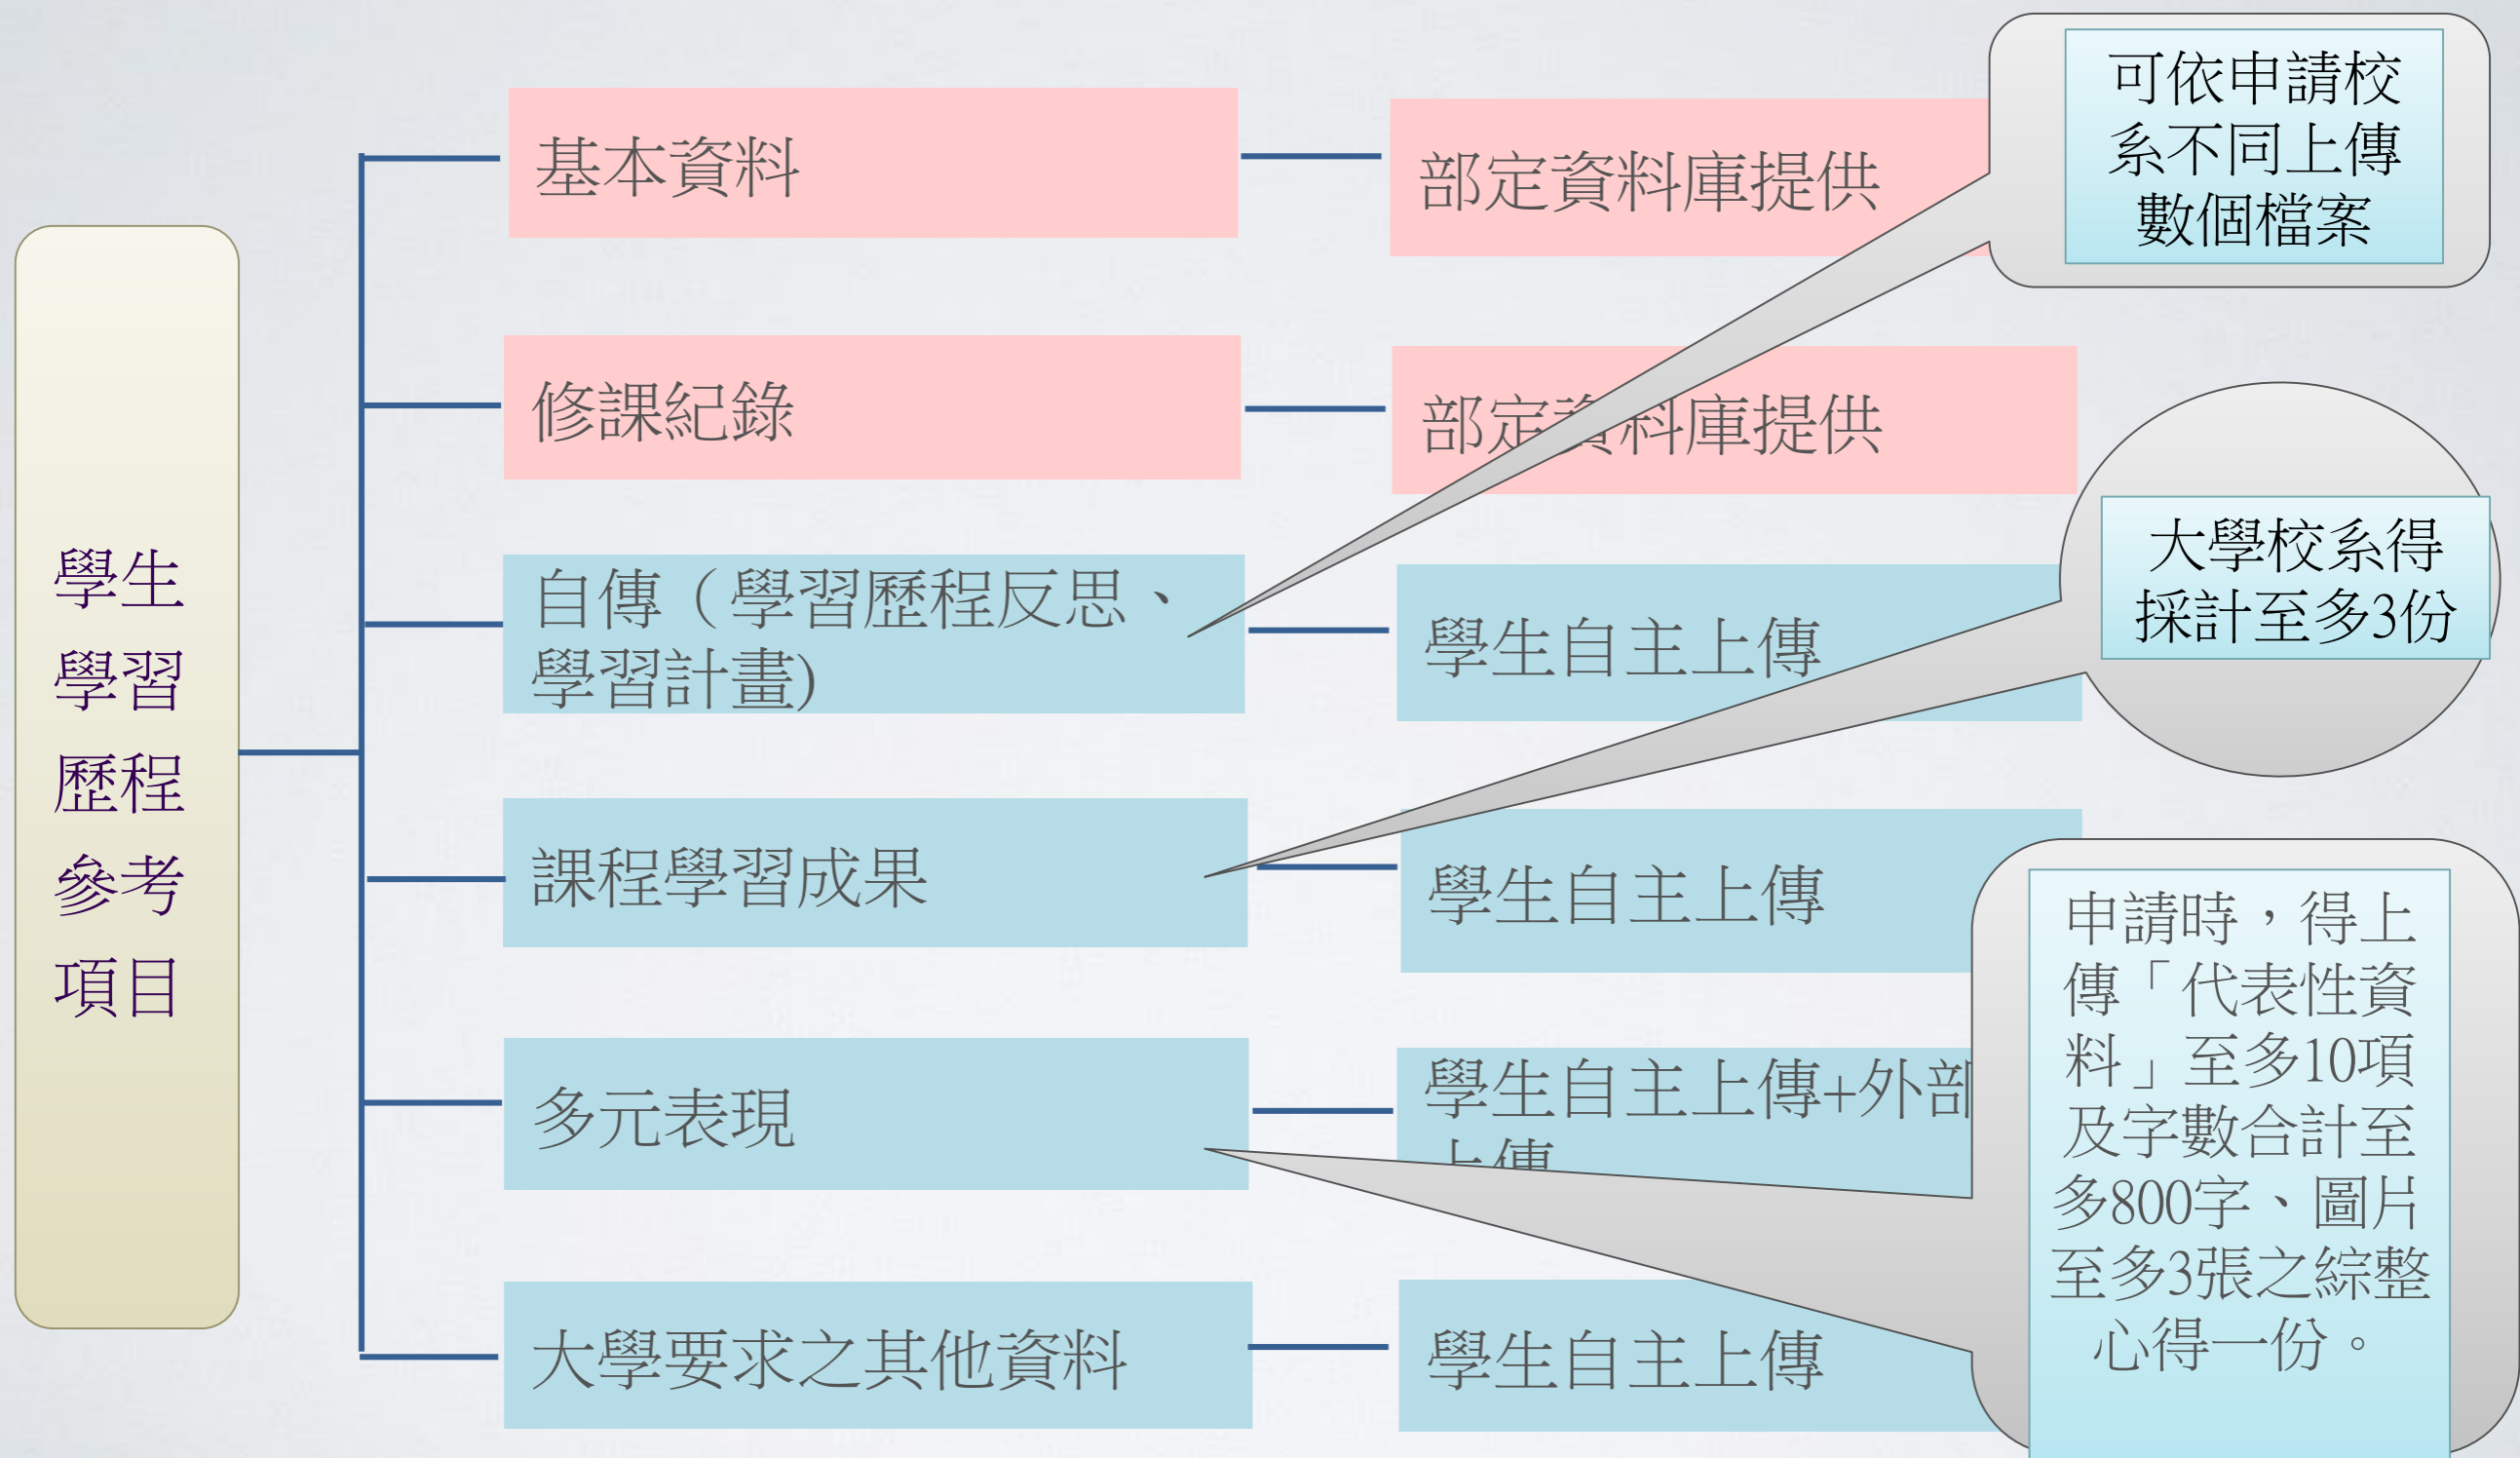 學生
學習
歷程
參考
項目
基本資料
部定資料庫提供
修課紀錄
部定資料庫提供
自傳（學習歷程反思、
學習計畫)
學生自主上傳
課程學習成果
學生自主上傳
多元表現
學生自主上傳+外部
上傳
大學要求之其他資料
學生自主上傳
可依申請校
系不同上傳
數個檔案
大學校系得
採計至多3份
申請時，得上
傳「代表性資
料」至多10項
及字數合計至
多800字、圖片
至多3張之綜整
心得一份。